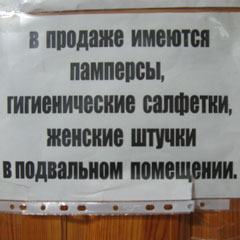 в продаже имеются
памперсы,
гигиенические салфетки,
женские штучки
в подвальном помещении.